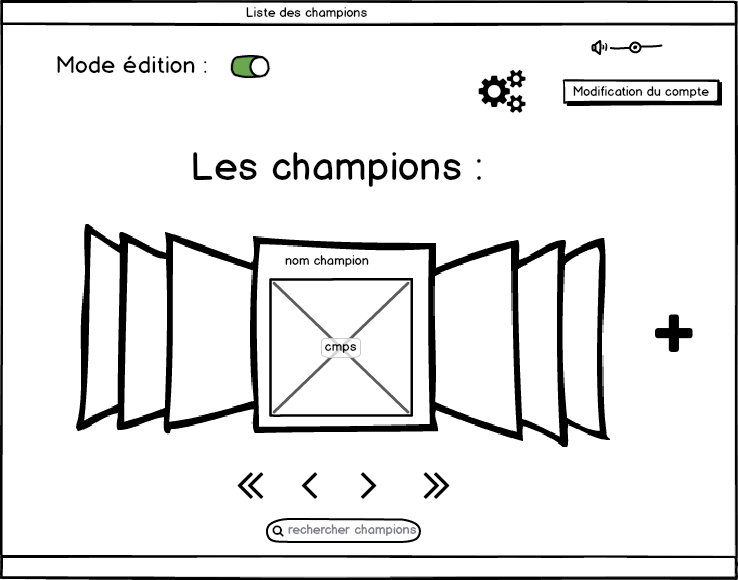 Liste des champions
Mode édition :
Modification du compte
Les champions :
nom champion
cmps
rechercher champions